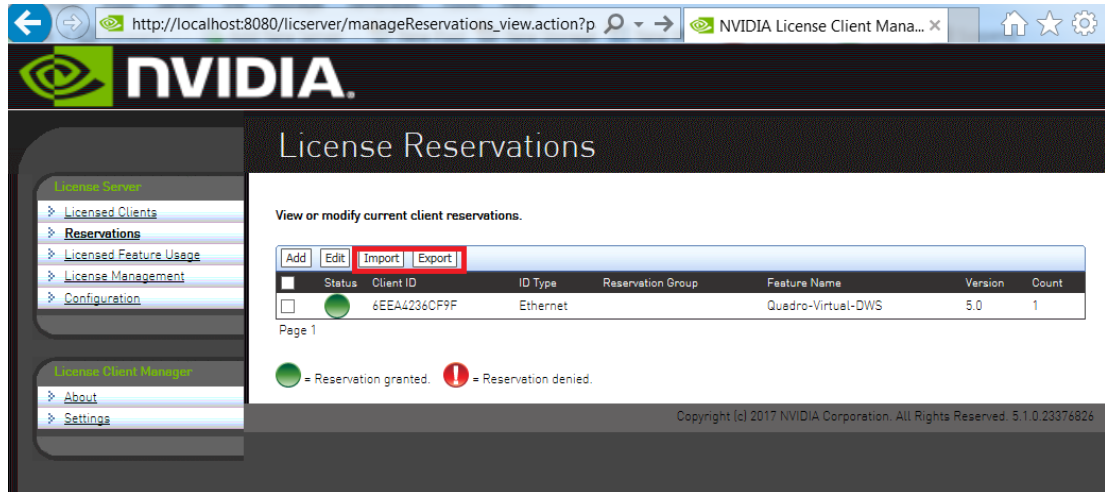 http://localhost:8080/licserver/manageReservations_view.action?p
NVIDIA License Client Mana...
NVIDIA.
License Reservations
License Server
Licensed Clients
Reservations
Licensed Feature Usage
License Management
Configuration
License Client Manager
About
Settings
View or modify current client reservations.
Add Edit Import Export
Status Client ID ID Type Reservation Group Feature Name Version Count
6EEA4236CF9F Ethernet Quadro-Virtual-DWS 5.0 1
Page 1
= Reservation granted. = Reservation denied.
Copyright (c) 2017 NVIDIA Corporation. All Rights Reserved. 5.1.0.23376826